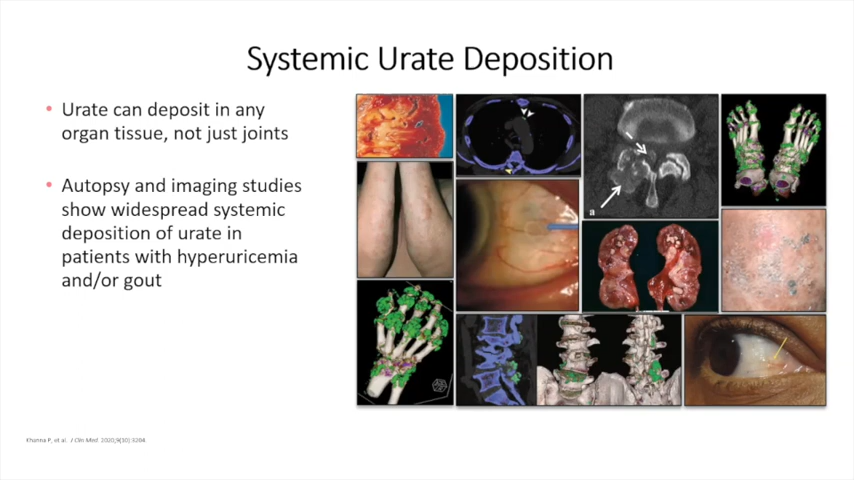 Systemic Urate Deposition
• Urate can deposit in any
organ tissue, not just joints
• Autopsy and imaging studies
show widespread systemic
deposition of urate in
patients with hyperuricemia
and/or gout
a
Khanna P, et al. J Clin Med. 2020;9(10):3204.